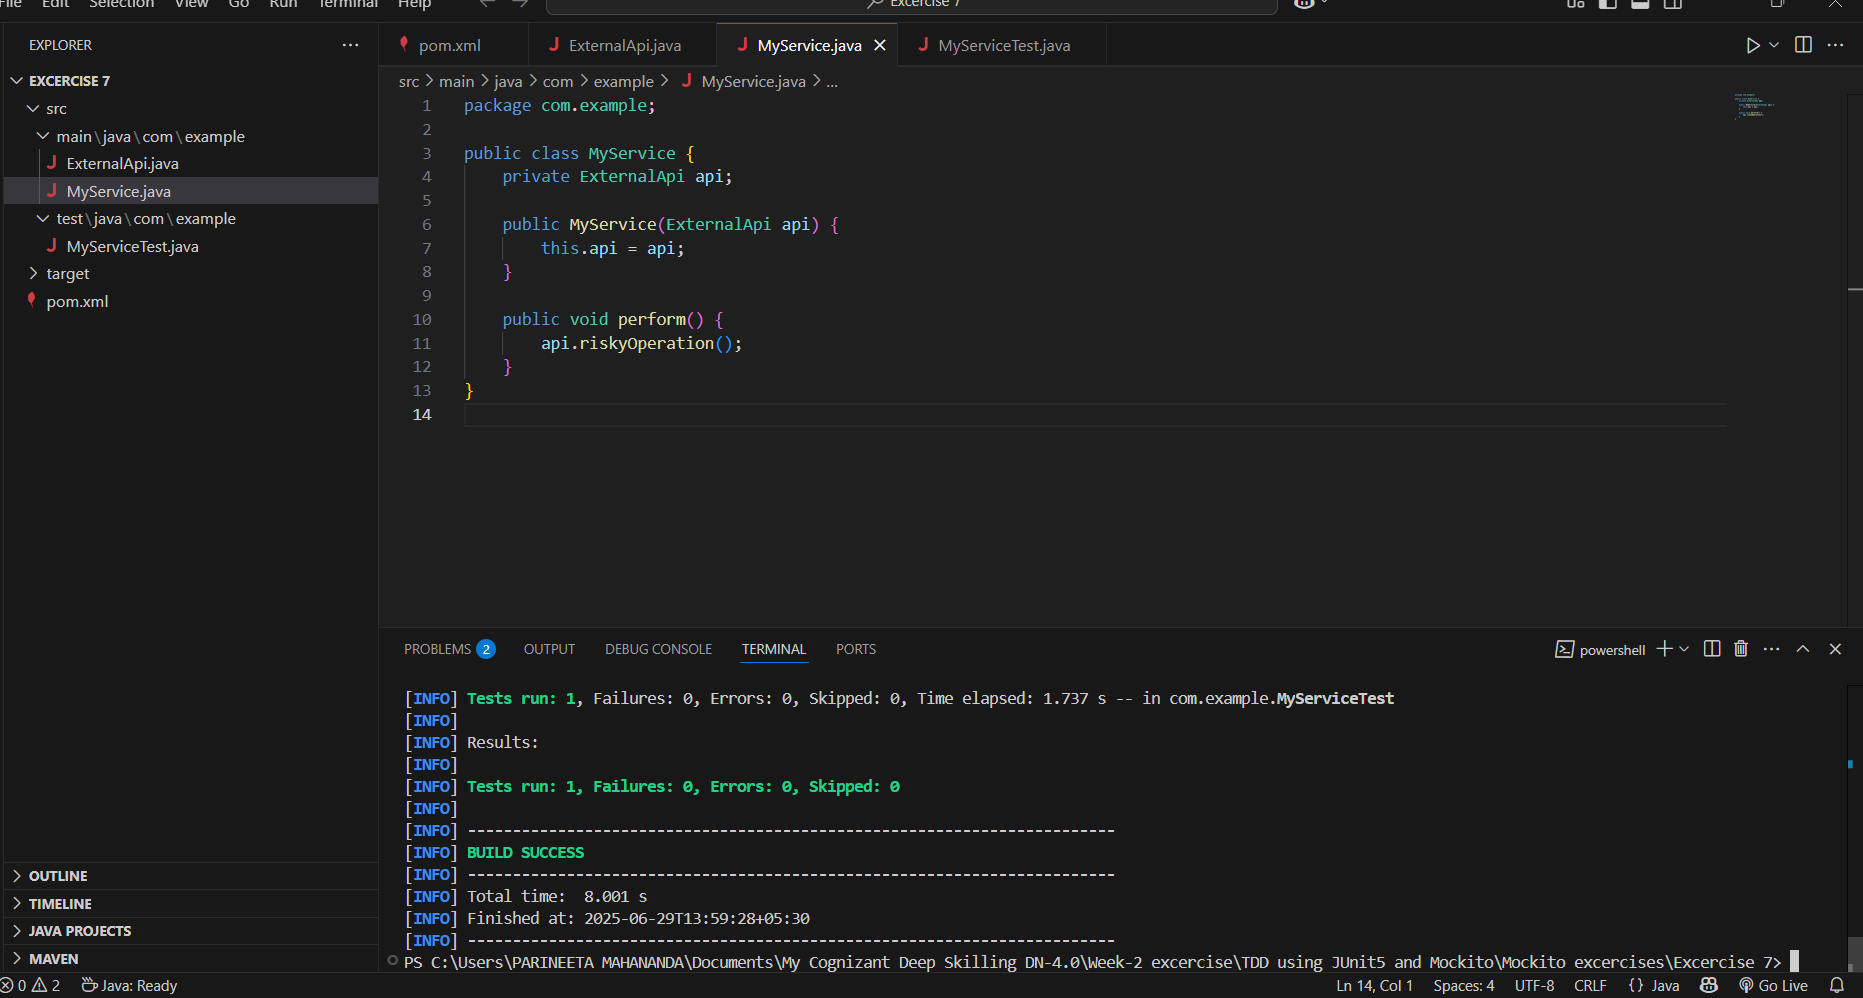 File Edit Selection View Go Run Terminal Help
Excercise 7
EXPLORER
EXCERCISE 7
src
main\java\com\example
ExternalApi.java
MyService.java
test\java\com\example
MyServiceTest.java
target
pom.xml
OUTLINE
TIMELINE
JAVA PROJECTS
MAVEN
pom.xml ExternalApi.java MyService.java MyServiceTest.java
src > main > java > com > example > MyService.java > ...
1 package com.example;
2
3 public class MyService {
4     private ExternalApi api;
5
6     public MyService(ExternalApi api) {
7         this.api = api;
8     }
9
10     public void perform() {
11         api.riskyOperation();
12     }
13 }
14
PROBLEMS 2 OUTPUT DEBUG CONSOLE TERMINAL PORTS
powershell
[INFO] Tests run: 1, Failures: 0, Errors: 0, Skipped: 0, Time elapsed: 1.737 s -- in com.example.MyServiceTest
[INFO]
[INFO] Results:
[INFO]
[INFO] Tests run: 1, Failures: 0, Errors: 0, Skipped: 0
[INFO]
[INFO] ------------------------------------------------------------------------
[INFO] BUILD SUCCESS
[INFO] ------------------------------------------------------------------------
[INFO] Total time:  8.001 s
[INFO] Finished at: 2025-06-29T13:59:28+05:30
[INFO] ------------------------------------------------------------------------
PS C:\Users\PARINEETA MAHANANDA\Documents\My Cognizant Deep Skilling DN-4.0\Week-2 excercise\TDD using JUnit5 and Mockito\Mockito excercises\Excercise 7>
0 2 Java: Ready
Ln 14, Col 1 Spaces: 4 UTF-8 CRLF {} Java Go Live